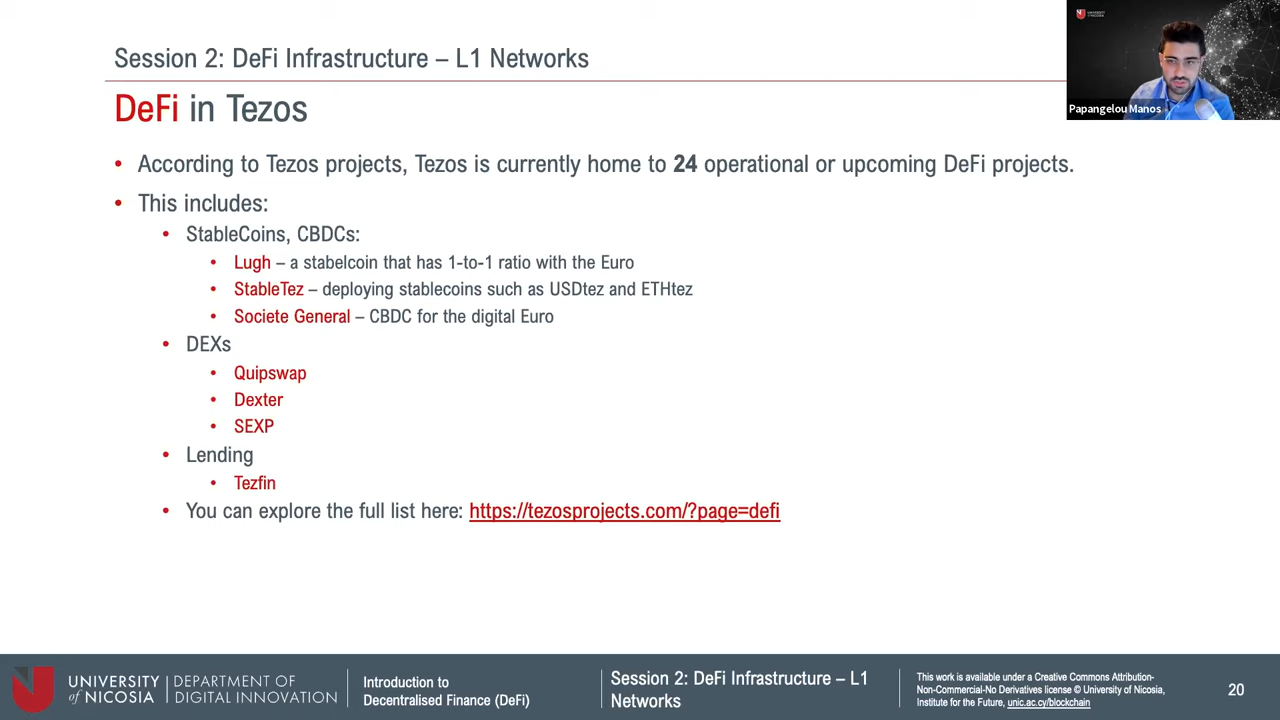 Session 2: DeFi Infrastructure – L1 Networks
UNIVERSITY
of NICOSIA
Papangelou Manos
DeFi in Tezos
• According to Tezos projects, Tezos is currently home to 24 operational or upcoming DeFi projects.
• This includes:
• StableCoins, CBDCs:
• Lugh – a stabelcoin that has 1-to-1 ratio with the Euro
• StableTez – deploying stablecoins such as USDtez and ETHtez
• Societe General – CBDC for the digital Euro
• DEXs
• Quipswap
• Dexter
• SEXP
• Lending
• Tezfin
• You can explore the full list here: https://tezosprojects.com/?page=defi
UNIVERSITY
of NICOSIA
DEPARTMENT OF
DIGITAL INNOVATION
Introduction to
Decentralised Finance (DeFi)
Session 2: DeFi Infrastructure – L1
Networks
This work is available under a Creative Commons Attribution-
Non-Commercial-No Derivatives license © University of Nicosia,
Institute for the Future, unic.ac.cy/blockchain
20